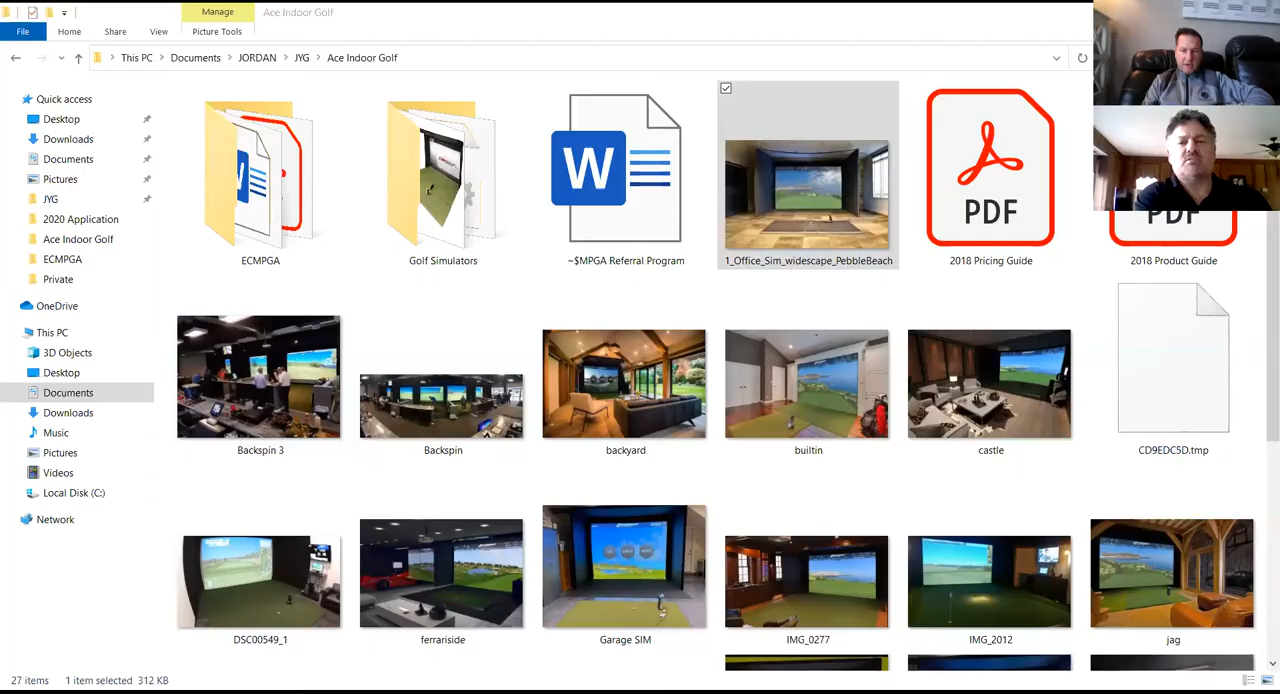 Manage
Ace Indoor Golf
File
Home
Share
View
Picture Tools
This PC
Documents
JORDAN
JYG
Ace Indoor Golf
Quick access
Desktop
Downloads
Documents
Pictures
JYG
2020 Application
Ace Indoor Golf
ECMPGA
Private
OneDrive
This PC
3D Objects
Desktop
Documents
Downloads
Music
Pictures
Videos
Local Disk (C:)
Network
W
PDF
PDF
ECMPGA
Golf Simulators
~$MPGA Referral Program
1_Office_Sim_widescape_PebbleBeach
2018 Pricing Guide
2018 Product Guide
Backspin 3
Backspin
backyard
builtin
castle
CD9EDC5D.tmp
DSC00549_1
ferrariside
Garage SIM
IMG_0277
IMG_2012
jag
27 items
1 item selected 312 KB